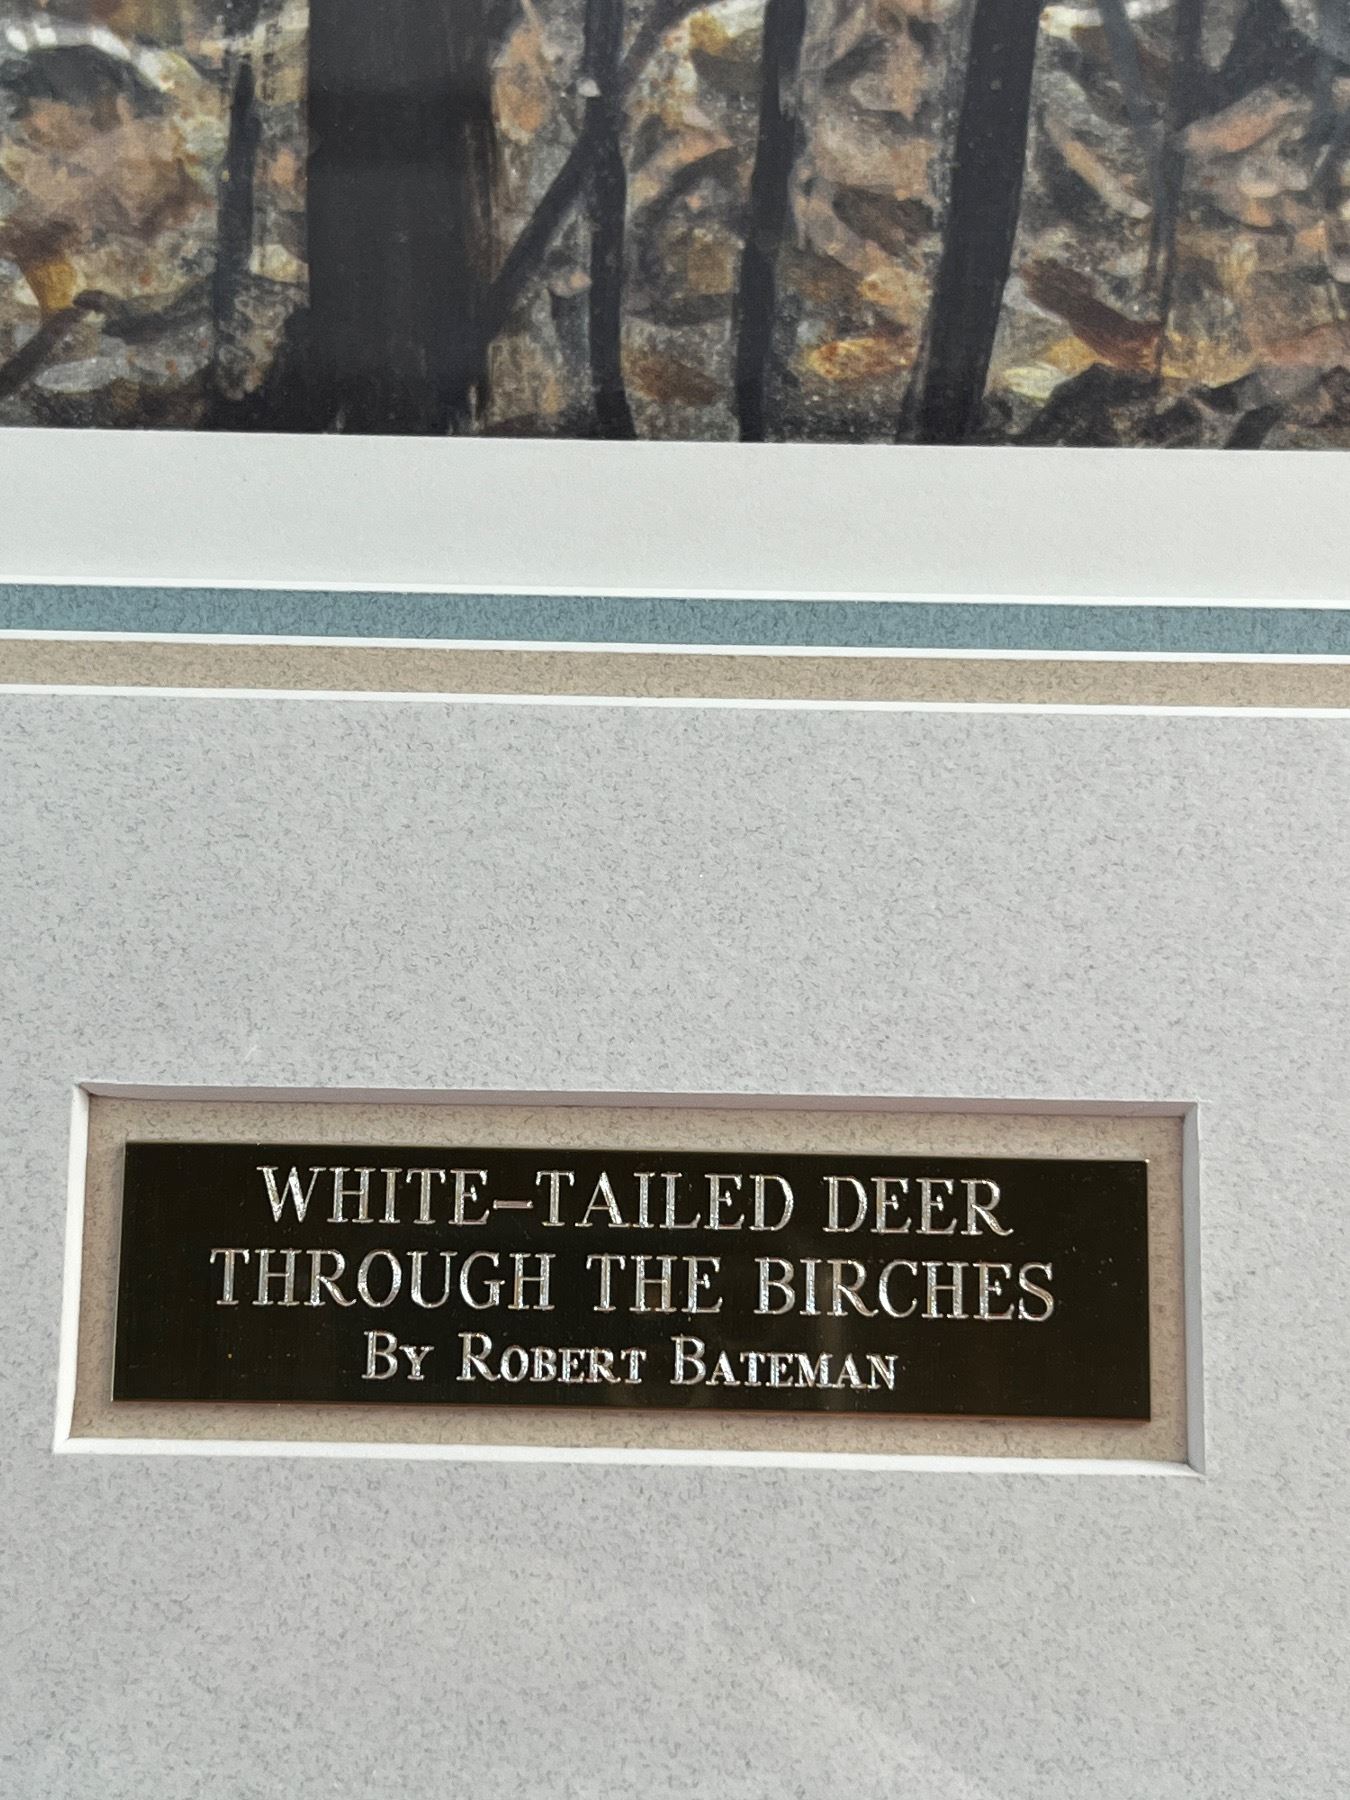 WHITE-TAILED DEER
THROUGH THE BIRCHES
BY ROBERT BATEMAN